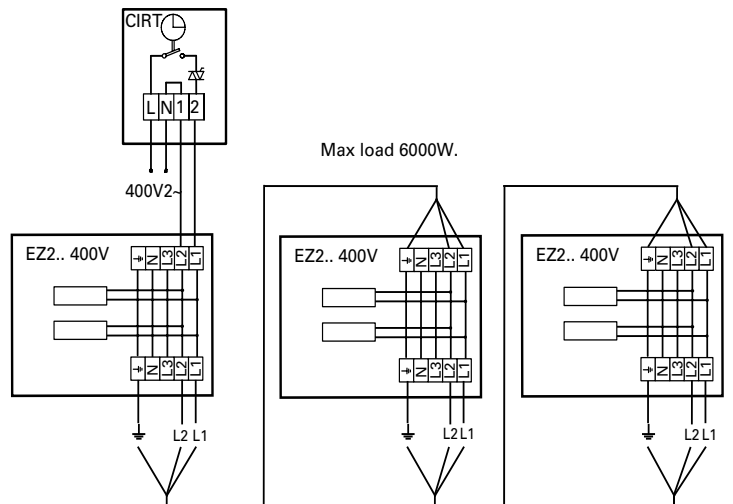 CIRT
L N 1 2
Max load 6000W.
400V2~
EZ2.. 400V
N L3 L2 L1
N L3 L2 L1
L2 L1
EZ2.. 400V
N L3 L2 L1
N L3 L2 L1
L2 L1
EZ2.. 400V
N L3 L2 L1
N L3 L2 L1
L2 L1